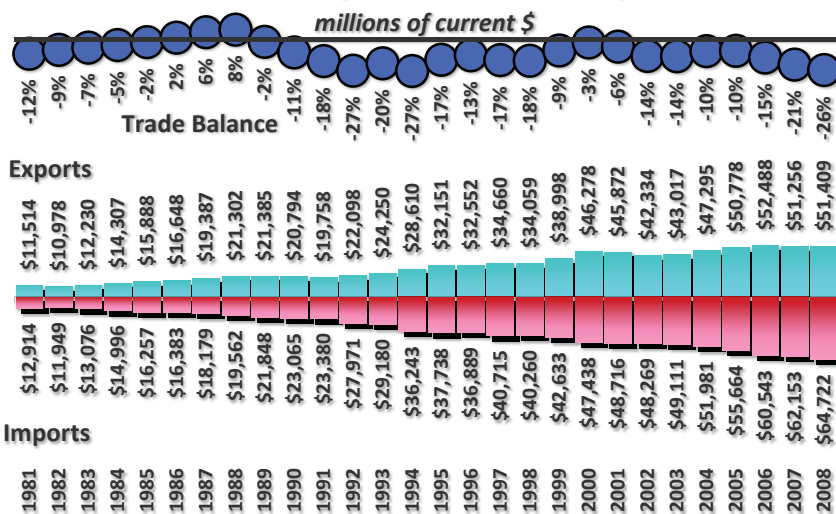 millions of current $
-12% -9% -7% -5% -2% 2% 6% 8% -2% -11% -18% -27% -20% -27% -17% -13% -17% -18% -9% -3% -6% -14% -14% -10% -10% -15% -21% -26%
Trade Balance
Exports
$11,514 $10,978 $12,230 $14,307 $15,888 $16,648 $19,387 $21,302 $21,385 $20,794 $19,758 $22,098 $24,250 $28,610 $32,151 $32,552 $34,660 $34,059 $38,998 $46,278 $45,872 $42,334 $43,017 $47,295 $50,778 $52,488 $51,256 $51,409
$12,914 $11,949 $13,076 $14,996 $16,257 $16,383 $18,179 $19,562 $21,848 $23,065 $23,380 $27,971 $29,180 $36,243 $37,738 $36,889 $40,715 $40,260 $42,633 $47,438 $48,716 $48,269 $49,111 $51,981 $55,664 $60,543 $62,153 $64,722
Imports
1981 1982 1983 1984 1985 1986 1987 1988 1989 1990 1991 1992 1993 1994 1995 1996 1997 1998 1999 2000 2001 2002 2003 2004 2005 2006 2007 2008